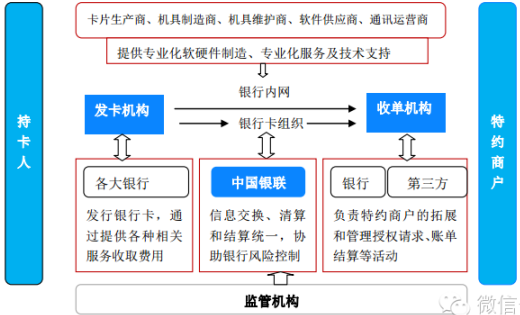 卡片生产商、机具制造商、机具维护商、软件供应商、通讯运营商
提供专业化软硬件制造、专业化服务及技术支持
持卡人
特约商户
发卡机构
银行内网
银行卡组织
收单机构
各大银行
发行银行卡，通
过提供各种相关
服务收取费用
中国银联
信息交换、清算
和结算统一，协
助银行风险控制
银行
第三方
负责特约商户的拓展
和管理授权请求、账单
结算等活动
监管机构
微信